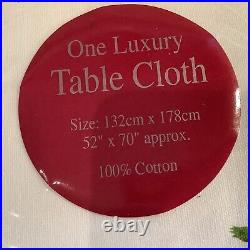 One Luxury
Table Cloth
Size: 132cm x 178cm
52" x 70" approx.
100% Cotton